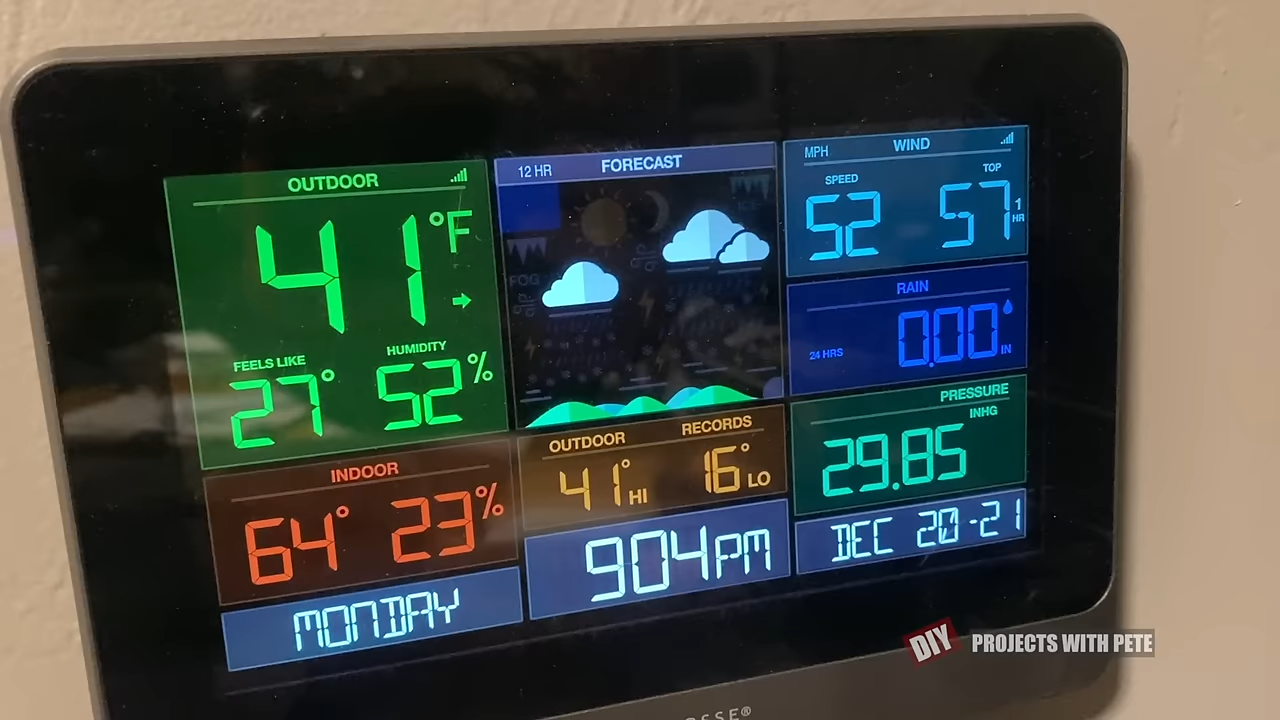 OUTDOOR
41°F
FEELS LIKE
27°
HUMIDITY
52%
INDOOR
64° 23%
MONDAY
12 HR FORECAST
FOG
OUTDOOR RECORDS
41° HI 16° LO
904PM
MPH WIND
SPEED TOP
52 57 1 HR
RAIN
24 HRS 0.00 IN
PRESSURE
INHG
29.85
DEC 20-21
DIY PROJECTS WITH PETE